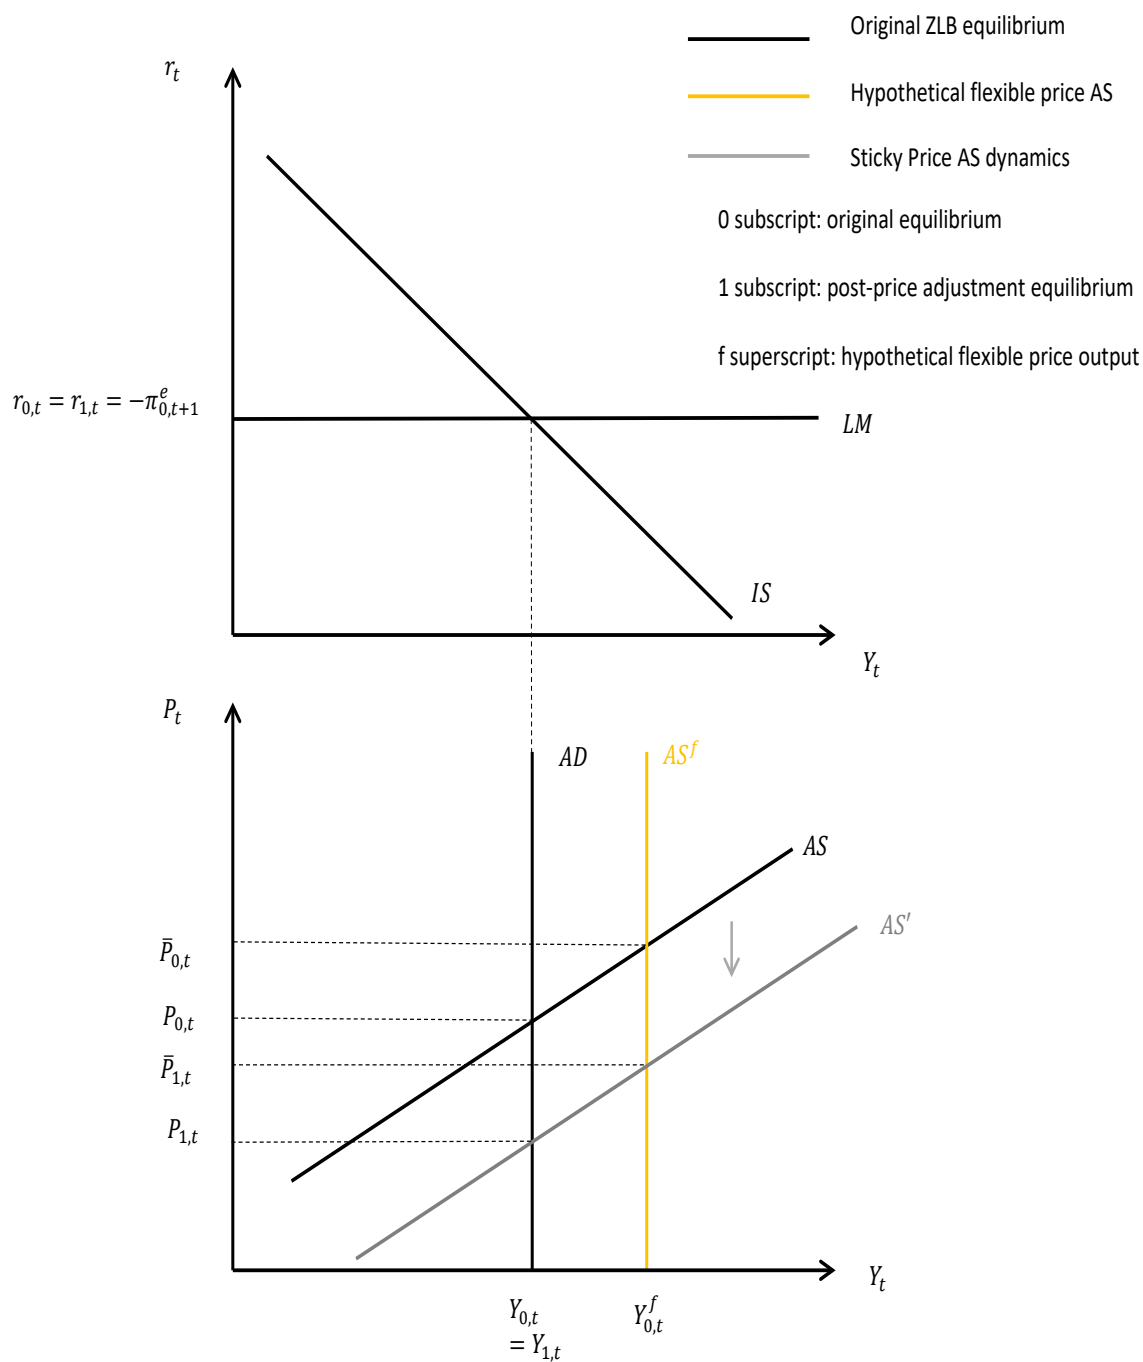 Original ZLB equilibrium
Hypothetical flexible price AS
Sticky Price AS dynamics
0 subscript: original equilibrium
1 subscript: post-price adjustment equilibrium
f superscript: hypothetical flexible price output
r_t
r_{0,t} = r_{1,t} = −π^e_{0,t+1}
LM
IS
Y_t
P_t
AD
AS^f
AS
AS′
P̄_{0,t}
P_{0,t}
P̄_{1,t}
P_{1,t}
Y_t
Y_{0,t}
= Y_{1,t}
Y^f_{0,t}